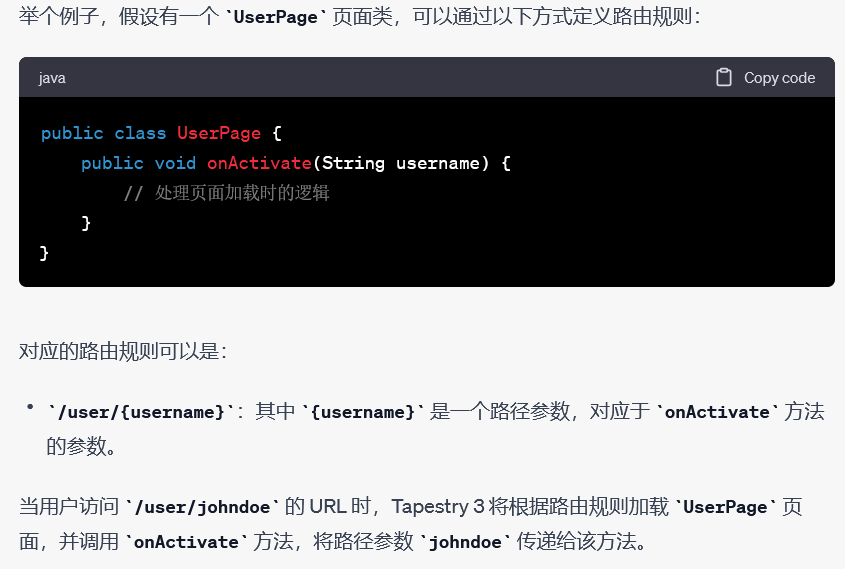 举个例子，假设有一个 `UserPage` 页面类，可以通过以下方式定义路由规则：
java
Copy code
public class UserPage {
    public void onActivate(String username) {
        // 处理页面加载时的逻辑
    }
}
对应的路由规则可以是：
• `/user/{username}`：其中 `{username}` 是一个路径参数，对应于 `onActivate` 方法
的参数。
当用户访问 `/user/johndoe` 的 URL 时，Tapestry 3 将根据路由规则加载 `UserPage` 页
面，并调用 `onActivate` 方法，将路径参数 `johndoe` 传递给该方法。